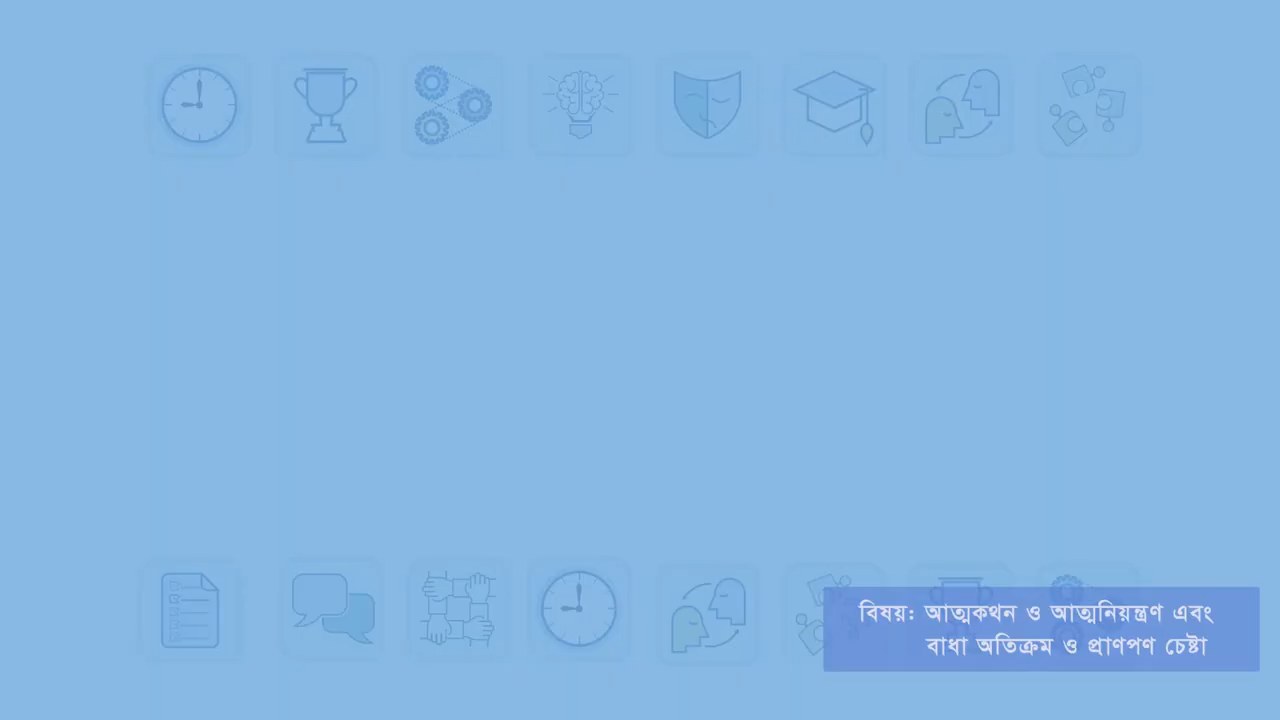 বিষয়: আত্মকথন ও আত্মনিয়ন্ত্রণ এবং
বাধা অতিক্রম ও প্রাণপণ চেষ্টা